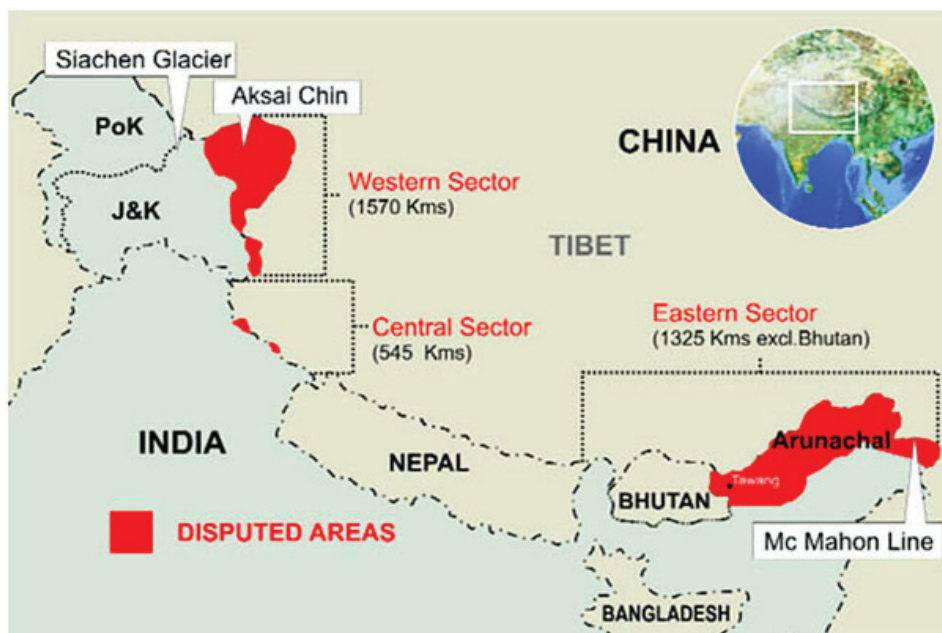 Siachen Glacier
Aksai Chin
PoK
CHINA
J&K
Western Sector
(1570 Kms)
TIBET
Central Sector
(545  Kms)
Eastern Sector
(1325 Kms excl.Bhutan)
INDIA
NEPAL
Arunachal
Tawang
BHUTAN
DISPUTED AREAS
Mc Mahon Line
BANGLADESH